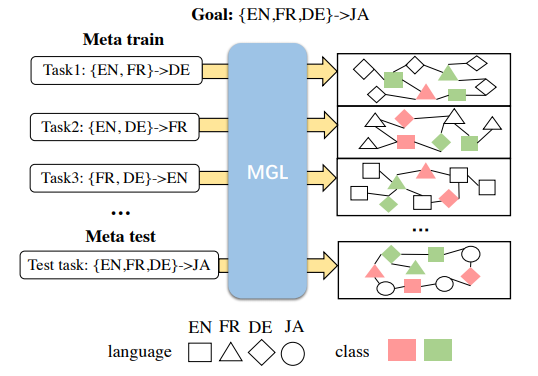 Goal: {EN,FR,DE}->JA
Meta train
Task1: {EN, FR}->DE
Task2: {EN, DE}->FR
Task3: {FR, DE}->EN
...
Meta test
Test task: {EN,FR,DE}->JA
MGL
...
EN FR DE JA
language
class